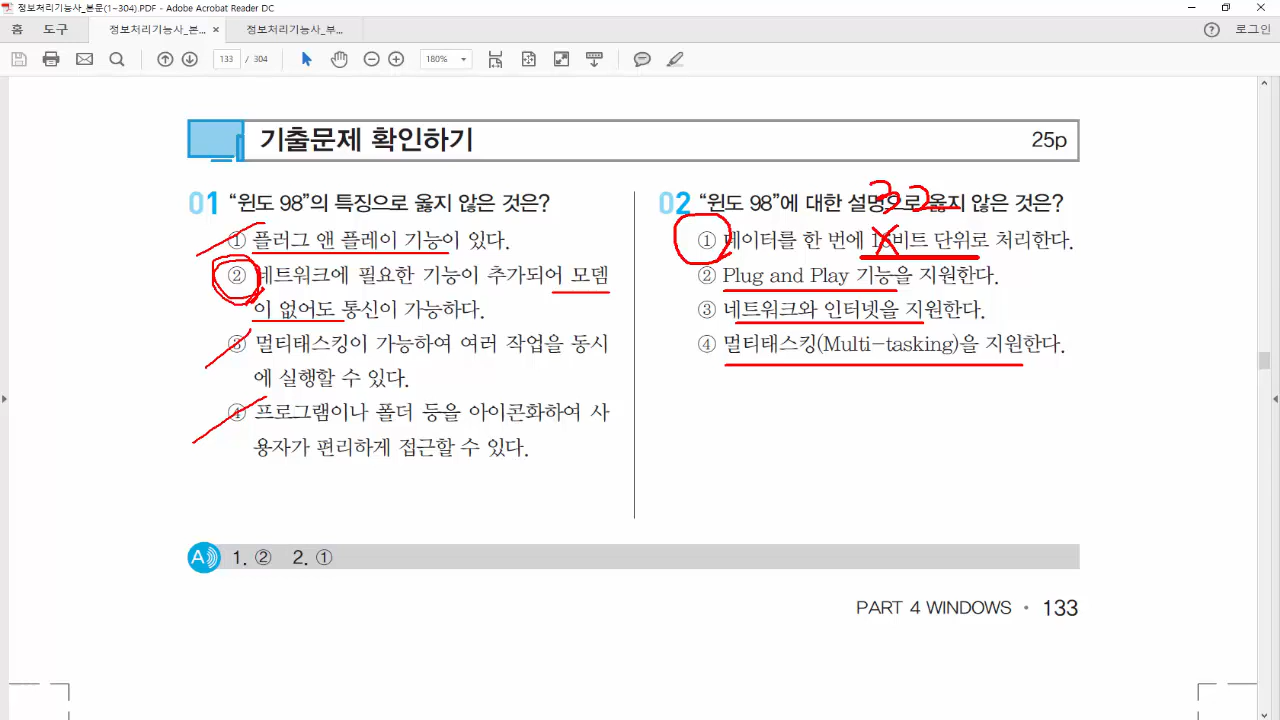 정보처리기능사_본문(1~304).PDF - Adobe Acrobat Reader DC
홈 도구 정보처리기능사_본... × 정보처리기능사_부... 로그인
133 / 304 180%
기출문제 확인하기 25p
01 “윈도 98”의 특징으로 옳지 않은 것은?
① 플러그 앤 플레이 기능이 있다.
② 네트워크에 필요한 기능이 추가되어 모뎀
이 없어도 통신이 가능하다.
③ 멀티태스킹이 가능하여 여러 작업을 동시
에 실행할 수 있다.
④ 프로그램이나 폴더 등을 아이콘화하여 사
용자가 편리하게 접근할 수 있다.
32
02 “윈도 98”에 대한 설명으로 옳지 않은 것은?
① 데이터를 한 번에 16비트 단위로 처리한다.
② Plug and Play 기능을 지원한다.
③ 네트워크와 인터넷을 지원한다.
④ 멀티태스킹(Multi-tasking)을 지원한다.
A 1. ② 2. ①
PART 4 WINDOWS • 133